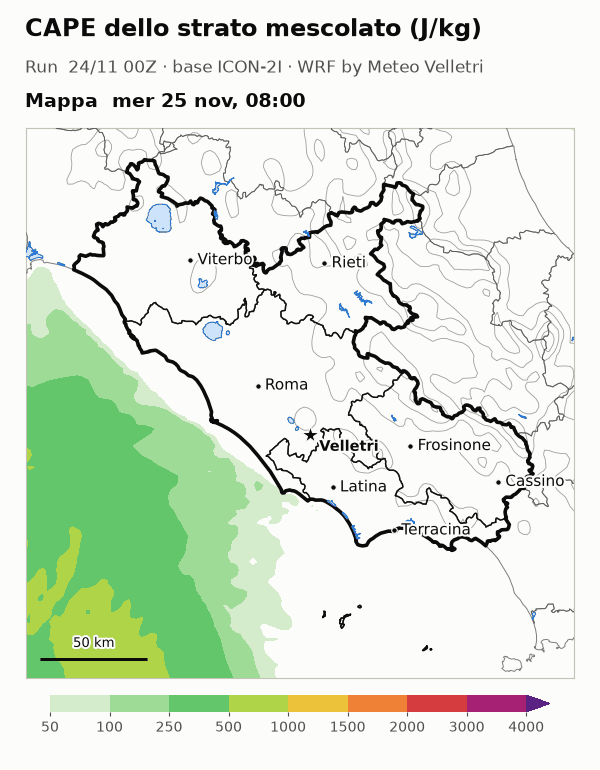 CAPE dello strato mescolato (J/kg)
Run  24/11 00Z · base ICON-2I · WRF by Meteo Velletri
Mappa  mer 25 nov, 08:00
Viterbo
Rieti
Roma
Velletri
Frosinone
Latina
Cassino
Terracina
50 km
50 100 250 500 1000 1500 2000 3000 4000